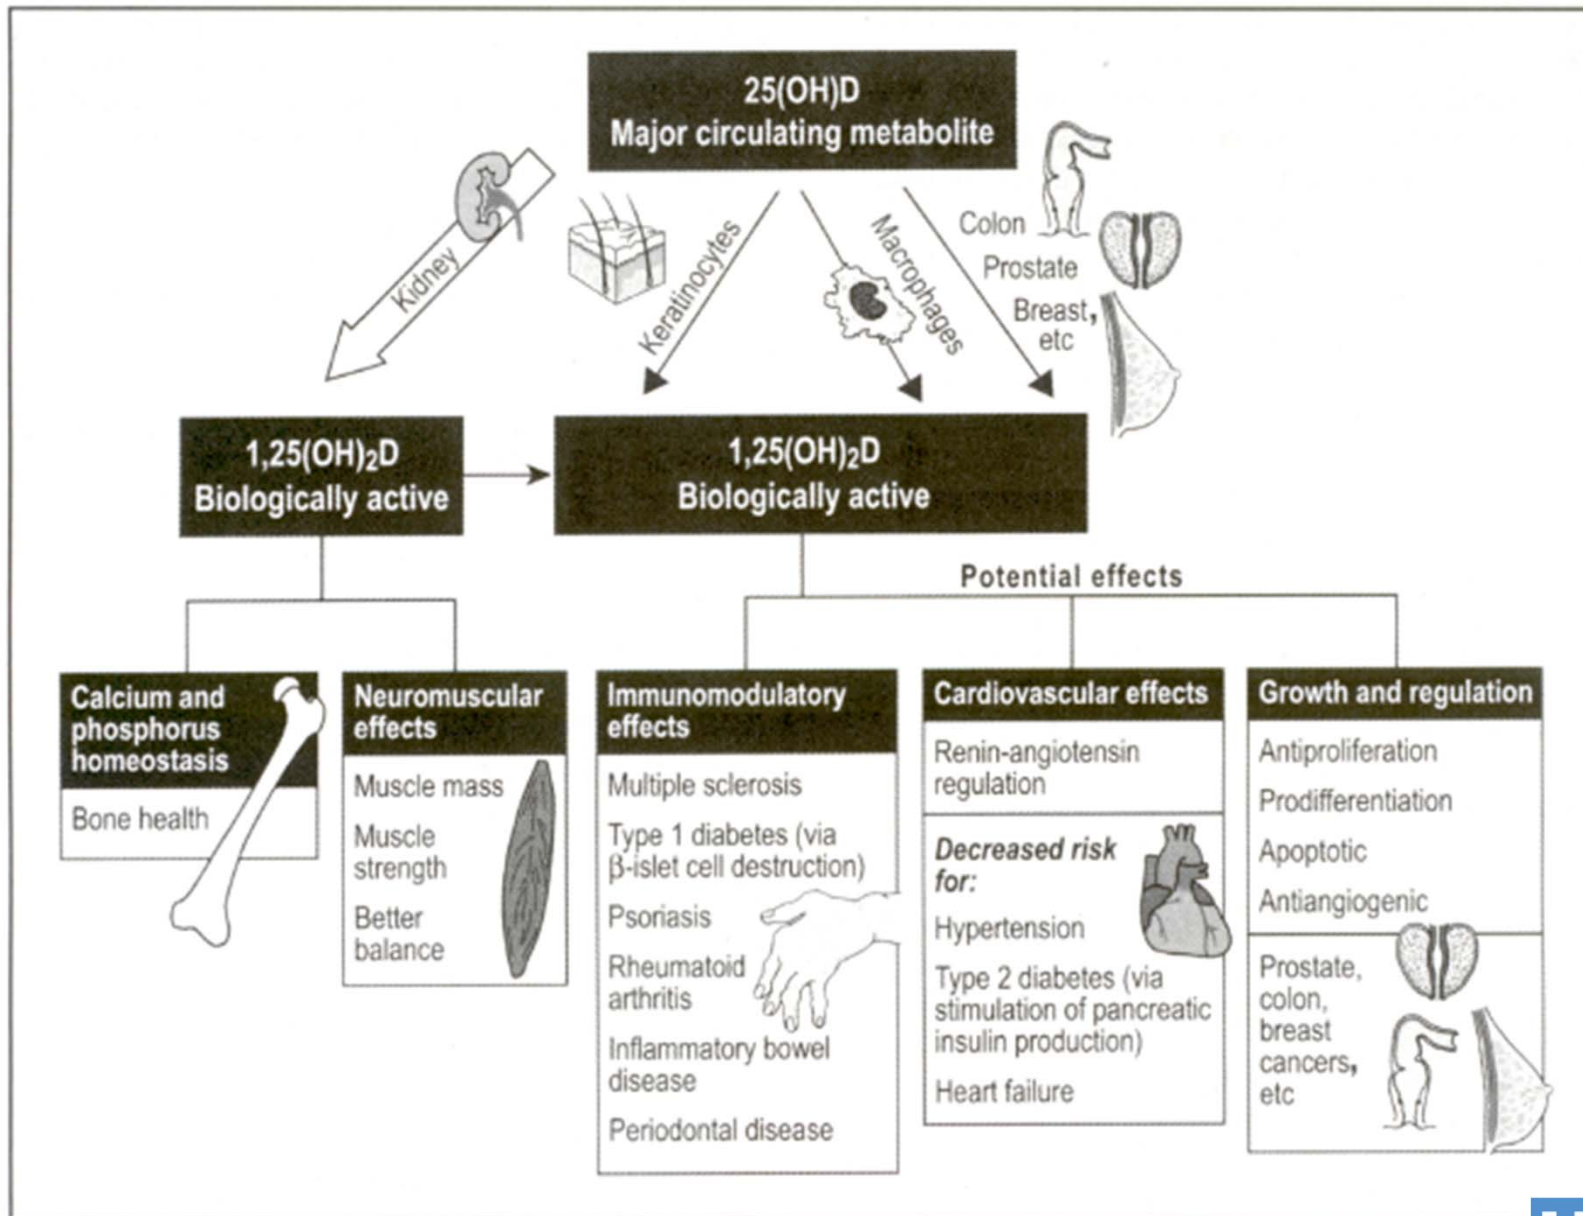 25(OH)D
Major circulating metabolite
Kidney
Keratinocytes
Macrophages
Colon
Prostate
Breast,
etc
1,25(OH)₂D
Biologically active
1,25(OH)₂D
Biologically active
Potential effects
Calcium and
phosphorus
homeostasis
Bone health
Neuromuscular
effects
Muscle mass
Muscle
strength
Better
balance
Immunomodulatory
effects
Multiple sclerosis
Type 1 diabetes (via
β-islet cell destruction)
Psoriasis
Rheumatoid
arthritis
Inflammatory bowel
disease
Periodontal disease
Cardiovascular effects
Renin-angiotensin
regulation
Decreased risk
for:
Hypertension
Type 2 diabetes (via
stimulation of pancreatic
insulin production)
Heart failure
Growth and regulation
Antiproliferation
Prodifferentiation
Apoptotic
Antiangiogenic
Prostate,
colon,
breast
cancers,
etc